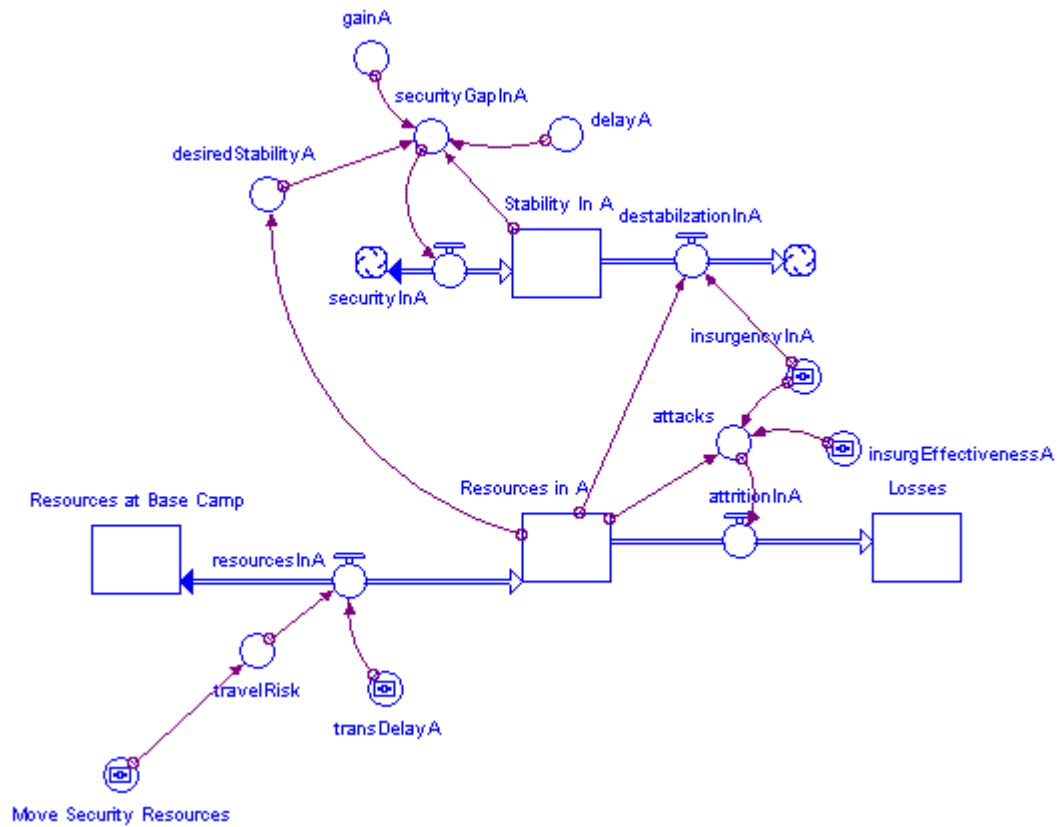 gainA
securityGapInA
delayA
desiredStabilityA
Stability In A
destabilzationInA
securityInA
insurgencyInA
attacks
insurgEffectivenessA
Resources at Base Camp
Resources in A
attritionInA
Losses
resourcesInA
travelRisk
transDelayA
Move Security Resources